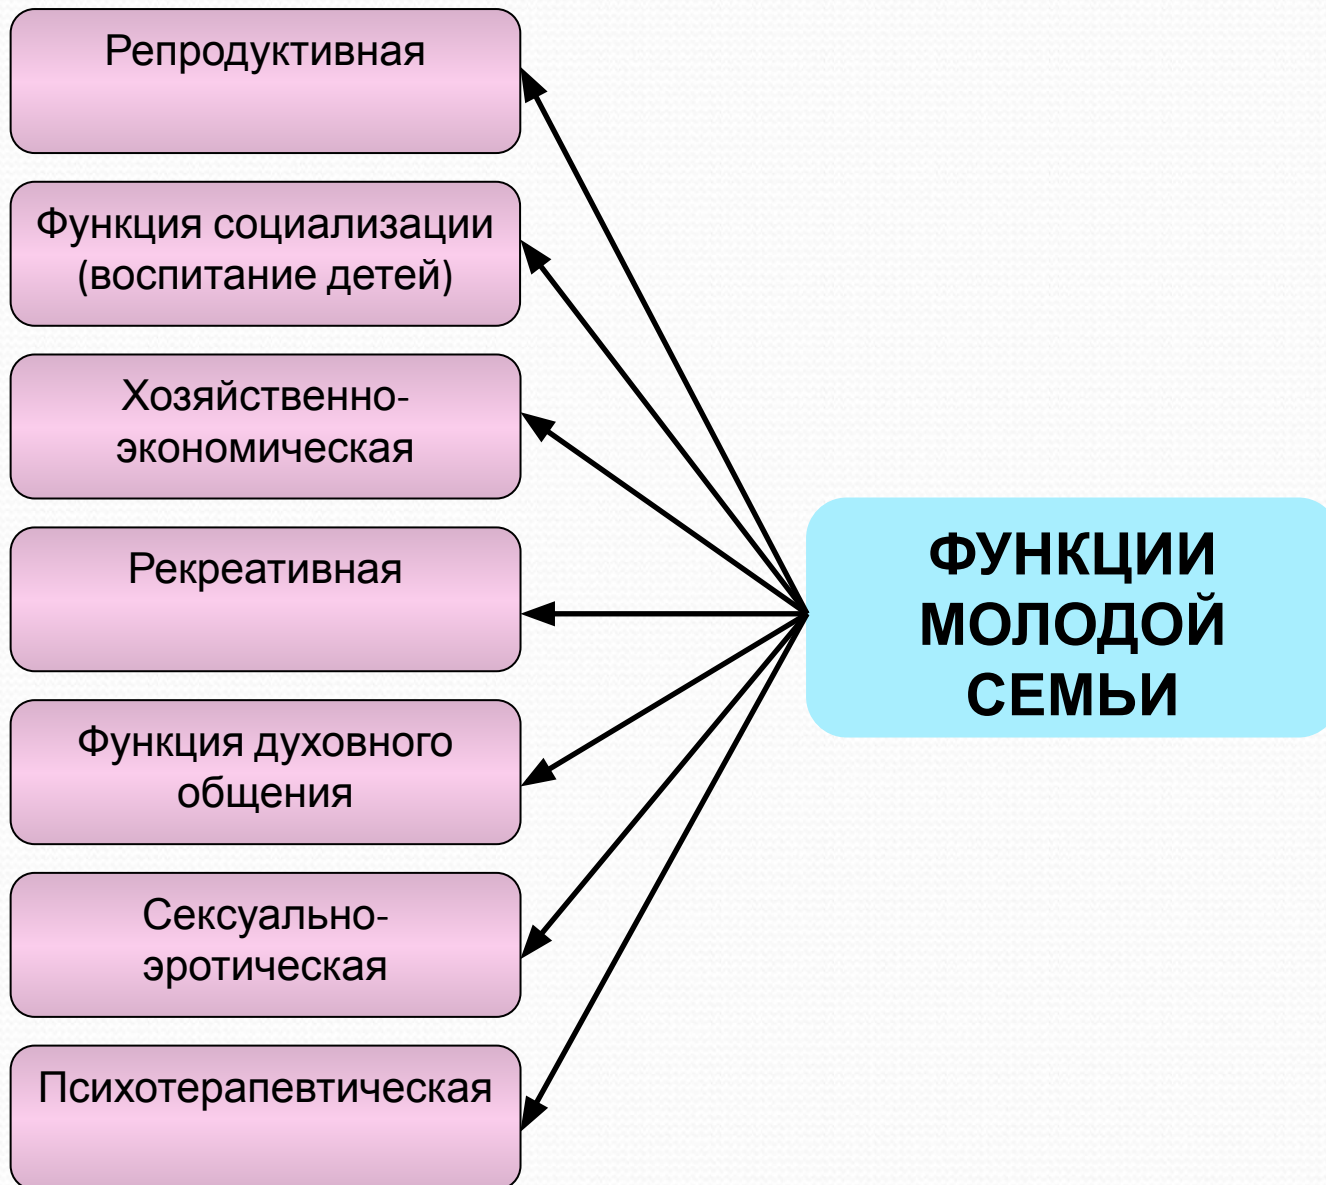 Репродуктивная
Функция социализации
(воспитание детей)
Хозяйственно-
экономическая
Рекреативная
Функция духовного
общения
Сексуально-
эротическая
Психотерапевтическая
ФУНКЦИИ
МОЛОДОЙ
СЕМЬИ